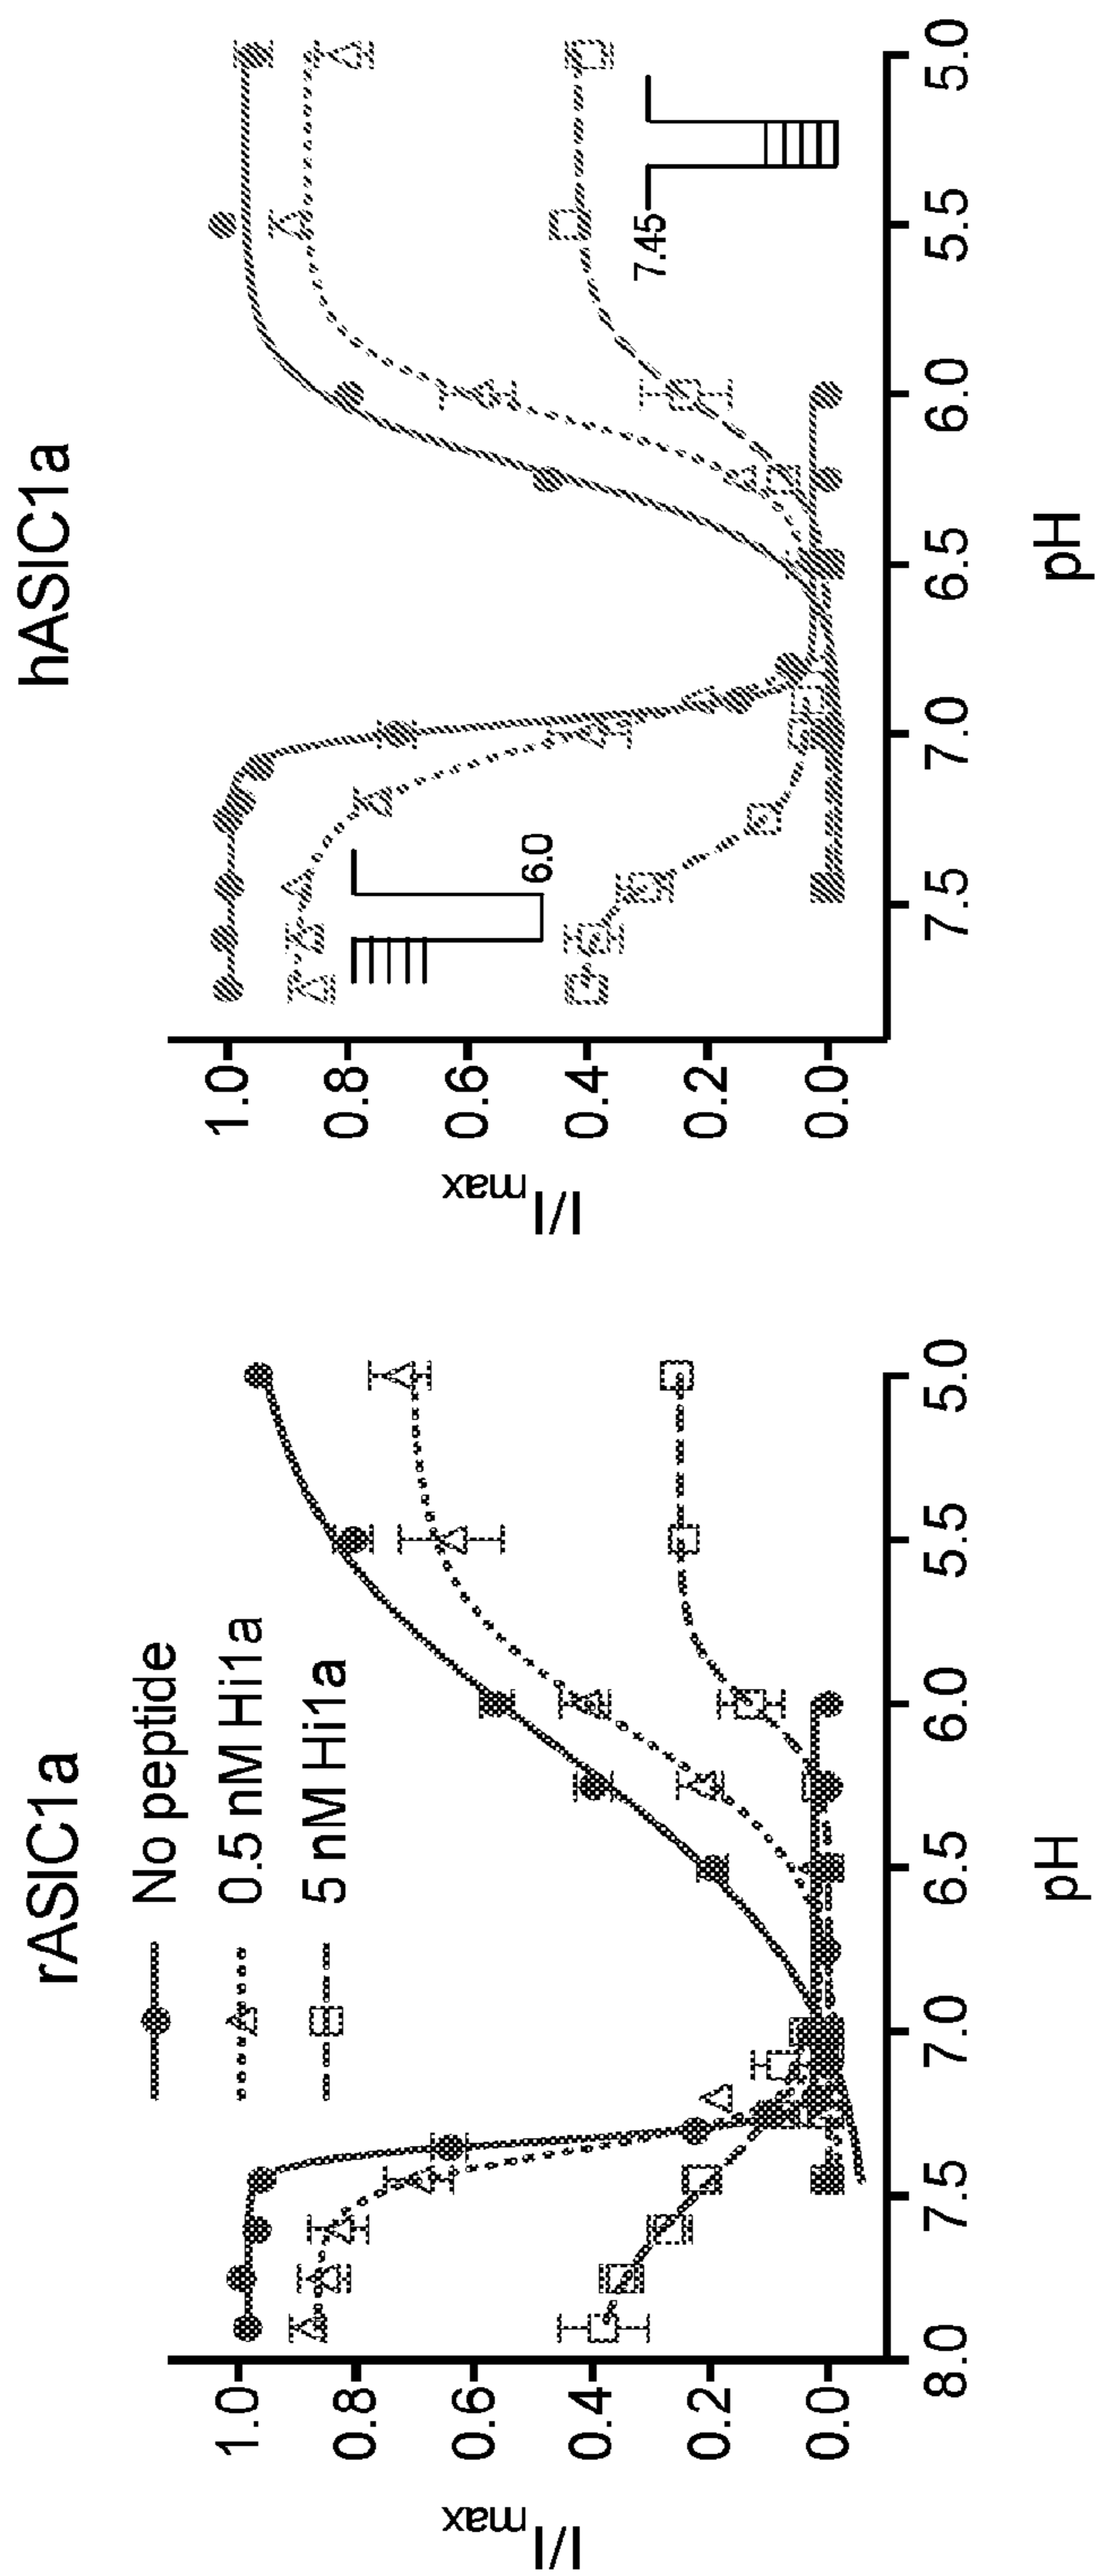 rASIC1a
No peptide
0.5 nM Hi1a
5 nM Hi1a
I/Imax
1.0
0.8
0.6
0.4
0.2
0.0
8.0 7.5 7.0 6.5 6.0 5.5 5.0
pH
hASIC1a
I/Imax
1.0
0.8
0.6
0.4
0.2
0.0
6.0
7.45
7.5 7.0 6.5 6.0 5.5 5.0
pH